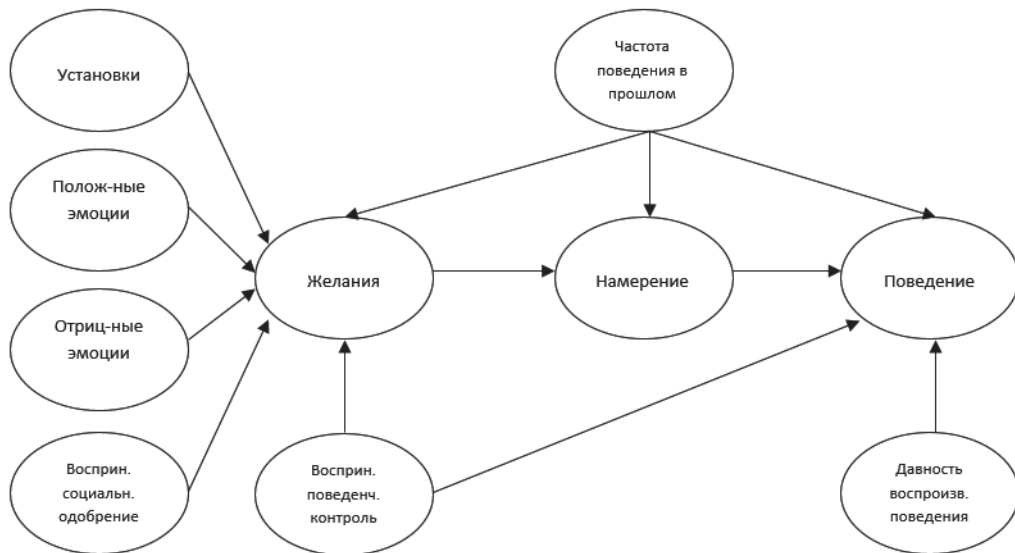 Установки
Частота
поведения в
прошлом
Полож-ные
эмоции
Желания
Намерение
Поведение
Отриц-ные
эмоции
Восприн.
социальн.
одобрение
Восприн.
поведенч.
контроль
Давность
воспроизв.
поведения